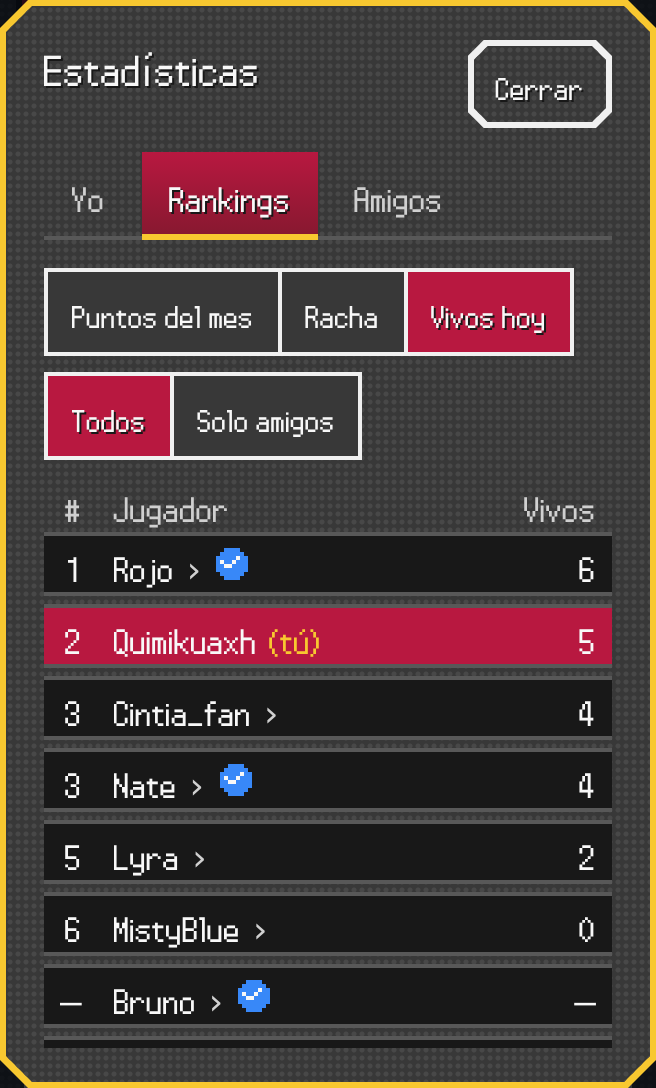 Estadísticas
Cerrar
Yo Rankings Amigos
Puntos del mes Racha Vivos hoy
Todos Solo amigos
# Jugador Vivos
1 Rojo > 6
2 Quimikuaxh (tú) 5
3 Cintia_fan > 4
3 Nate > 4
5 Lyra > 2
6 MistyBlue > 0
— Bruno > —